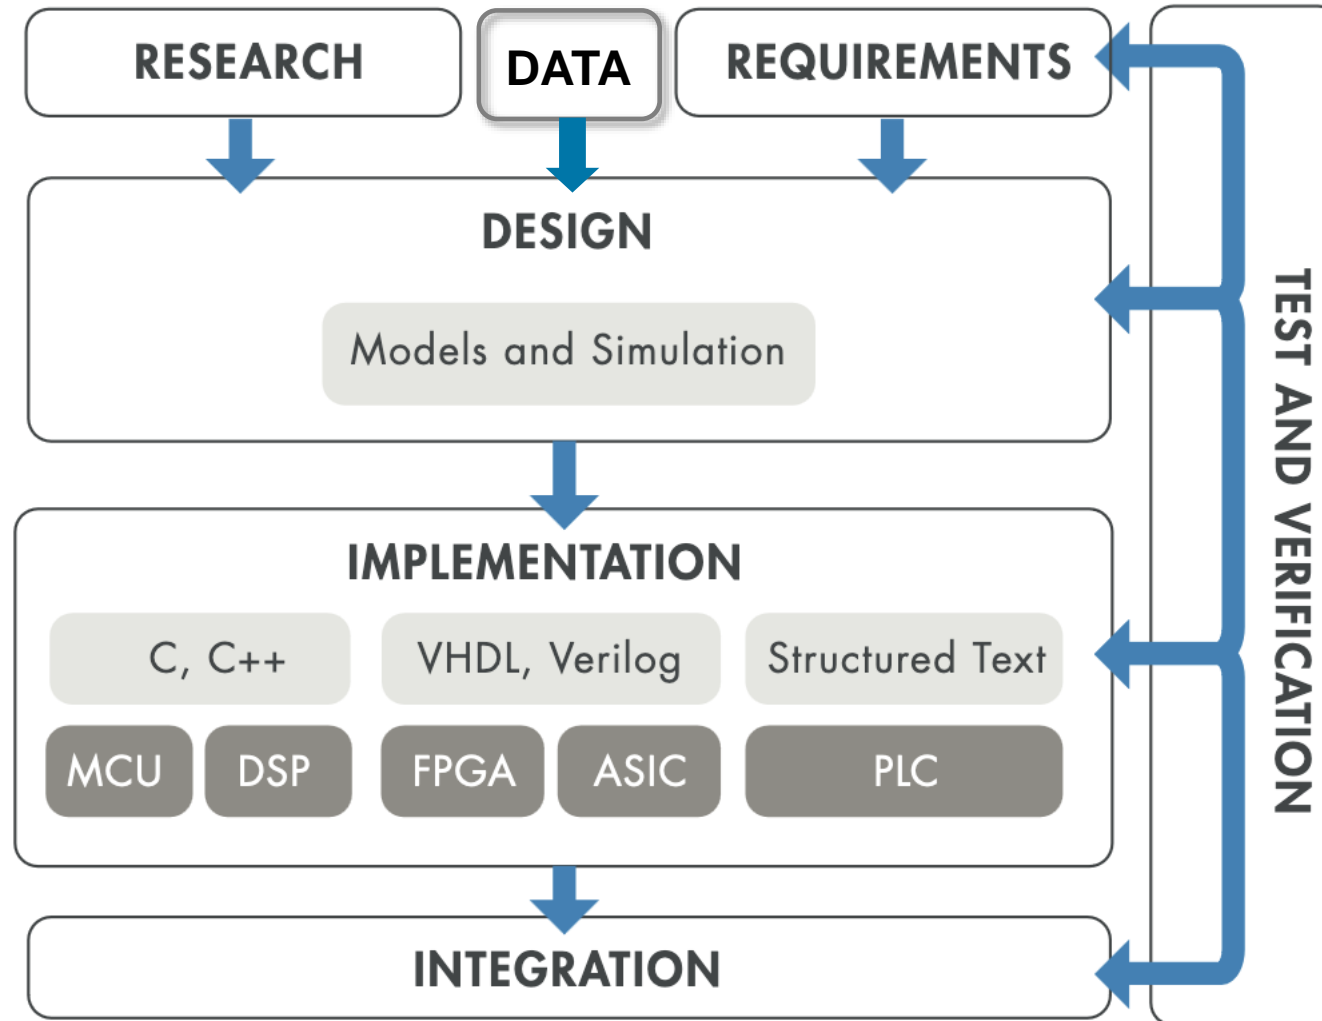 RESEARCH
DATA
REQUIREMENTS
DESIGN
Models and Simulation
IMPLEMENTATION
C, C++
VHDL, Verilog
Structured Text
MCU
DSP
FPGA
ASIC
PLC
INTEGRATION
TEST AND VERIFICATION